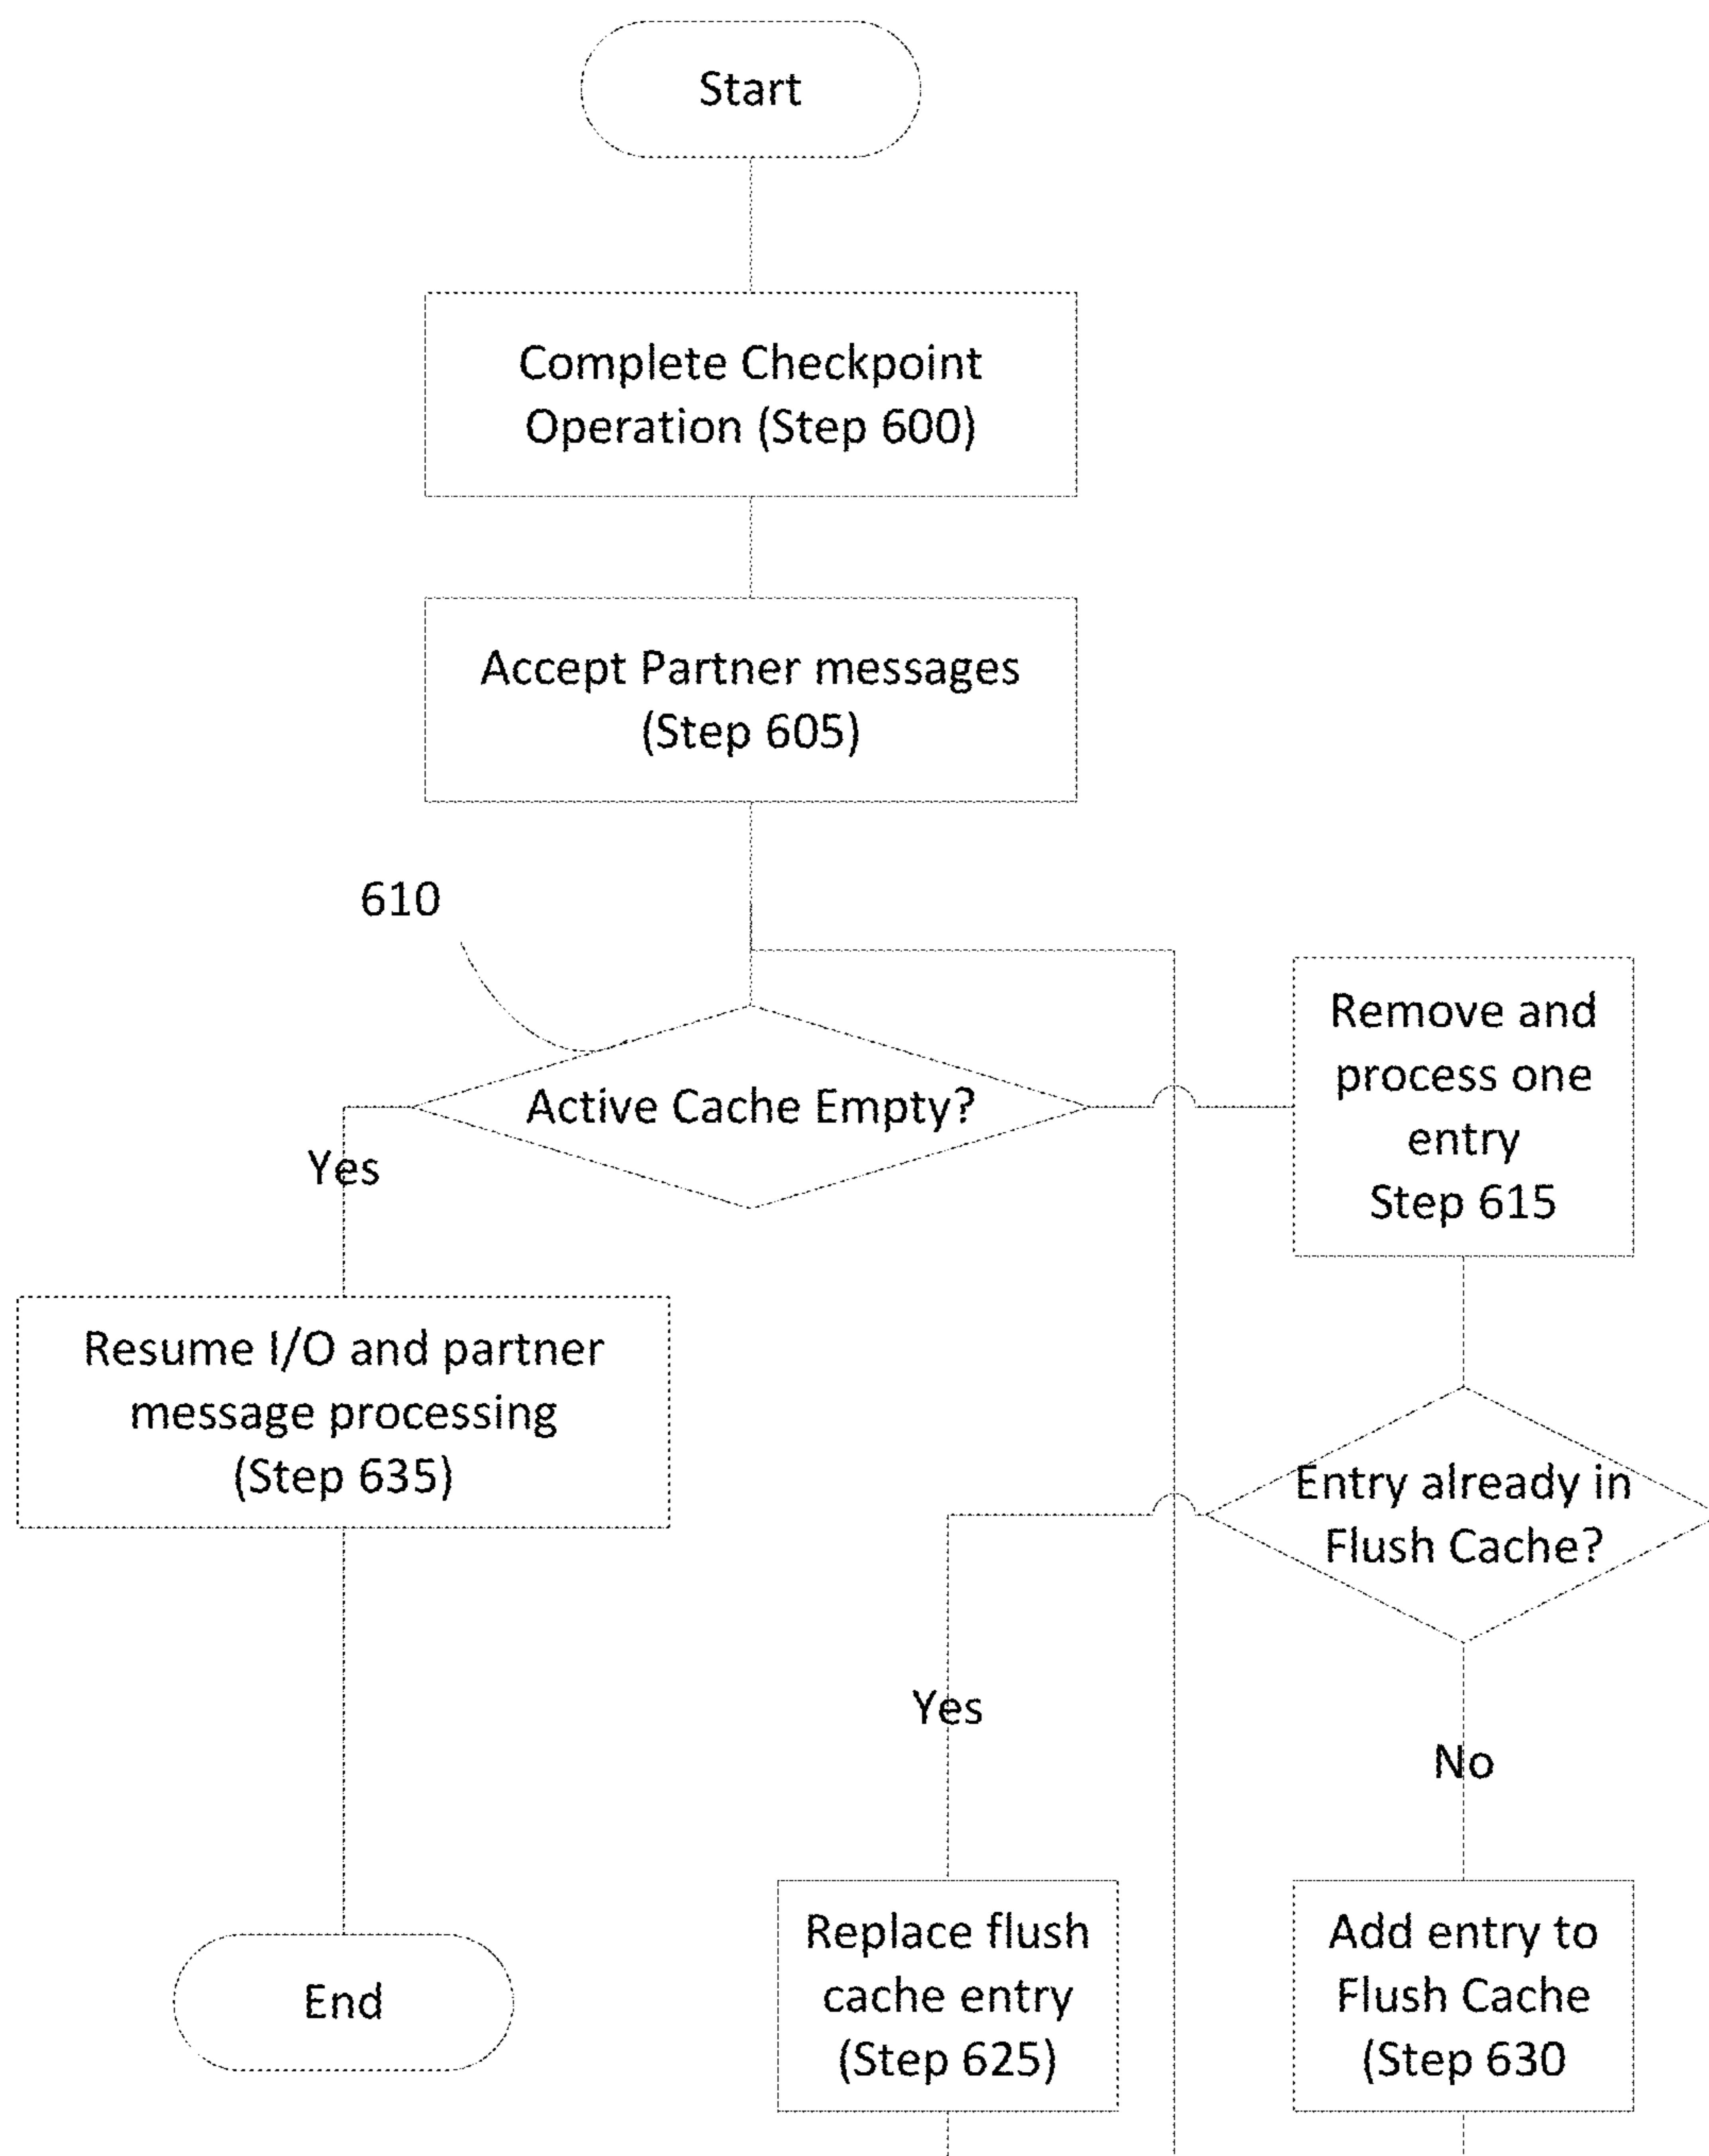 Start
Complete Checkpoint
Operation (Step 600)
Accept Partner messages
(Step 605)
610
Active Cache Empty?
Remove and
process one
entry
Step 615
Yes
Resume I/O and partner
message processing
(Step 635)
Entry already in
Flush Cache?
Yes
No
Replace flush
cache entry
(Step 625)
Add entry to
Flush Cache
(Step 630
End